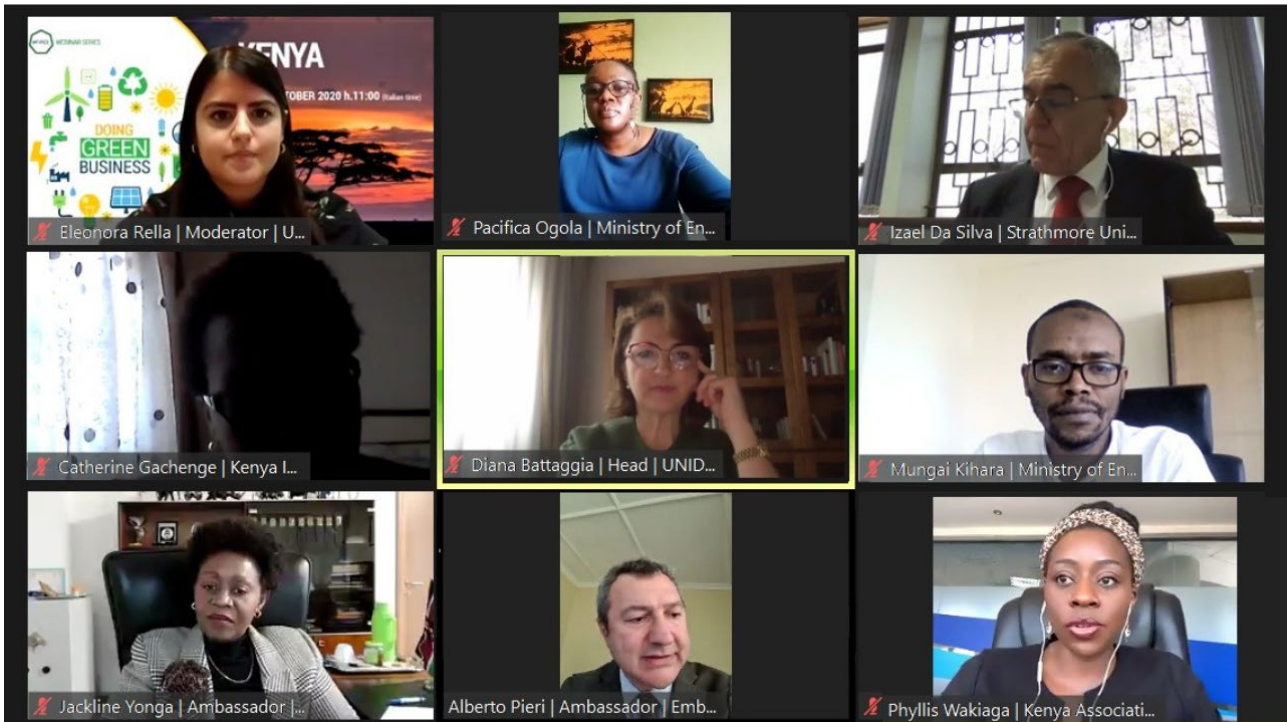 WEBINAR SERIES
DOING
GREEN
BUSINESS
KENYA
TOBER 2020 h.11:00 (Italian time)
Eleonora Rella | Moderator | U...
Pacifica Ogola | Ministry of En...
Izael Da Silva | Strathmore Uni...
Catherine Gachenge | Kenya I...
Diana Battaggia | Head | UNID...
Mungai Kihara | Ministry of En...
Jackline Yonga | Ambassador |...
Alberto Pieri | Ambassador | Emb...
Phyllis Wakiaga | Kenya Associati...